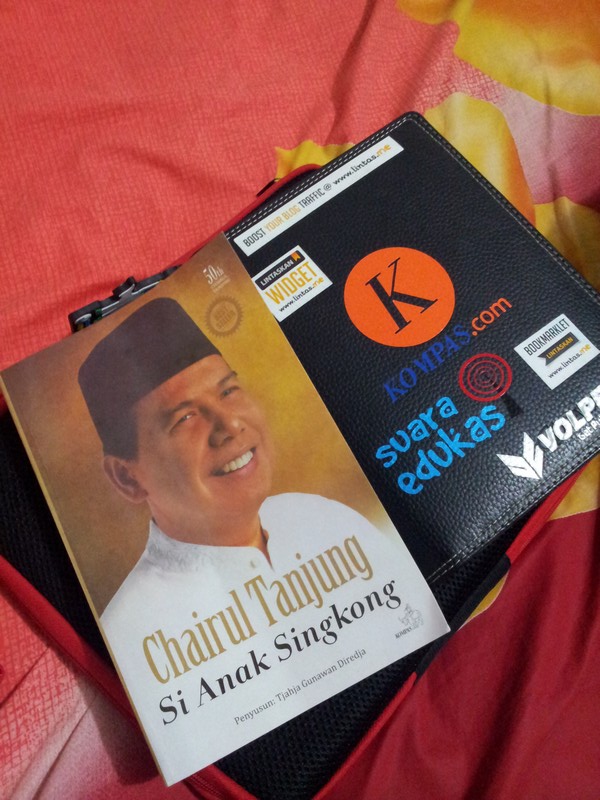 BOOST YOUR BLOG TRAFFIC @ www.lintas.me
LINTASKAN
WIDGET
www.lintas.me
K
KOMPAS.com
BOOKMARKLET
LINTASKAN
www.lintas.me
suara
edukasi
VOLPE
50th
Chairul Tanjung
Si Anak Singkong
Penyusun: Tjahja Gunawan Diredja
KOMPAS